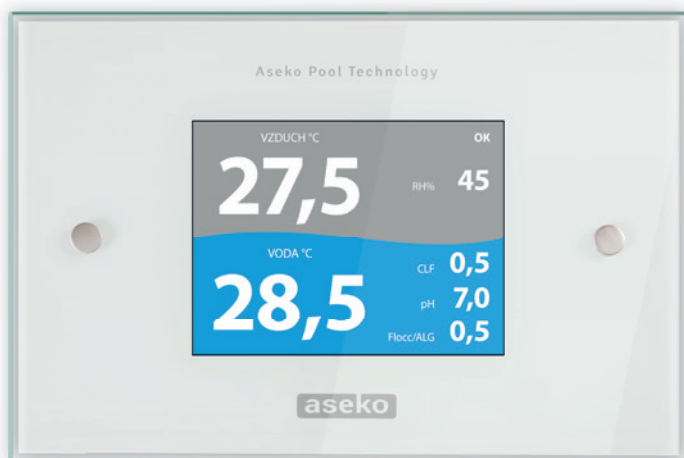 Aseko Pool Technology
VZDUCH °C
OK
27,5
RH%
45
VODA °C
28,5
CLF 0,5
pH 7,0
Flocc/ALG 0,5
aseko